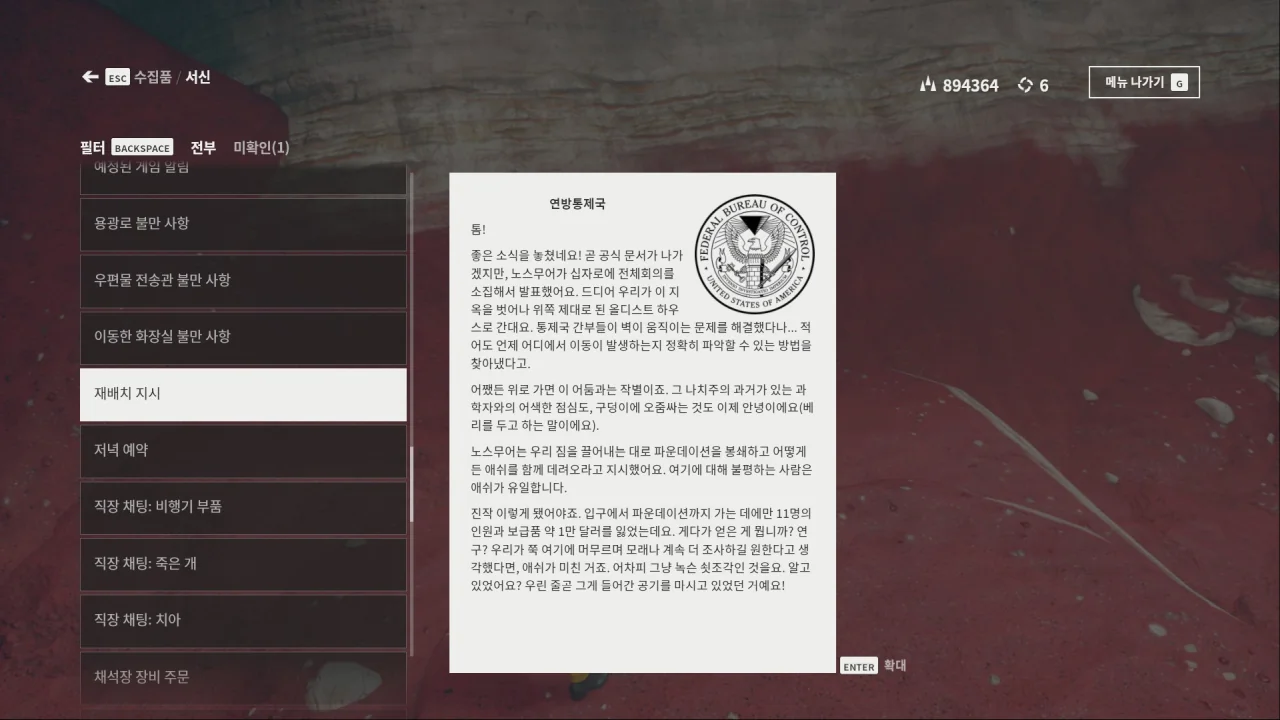 ESC 수집품 / 서신
894364 6 메뉴 나가기 G
필터 BACKSPACE 전부 미확인(1)
예정된 게임 알림
용광로 불만 사항
우편물 전송관 불만 사항
이동한 화장실 불만 사항
재배치 지시
저녁 예약
직장 채팅: 비행기 부품
직장 채팅: 죽은 개
직장 채팅: 치아
채석장 장비 주문
연방통제국
FEDERAL BUREAU OF CONTROL
UNITED STATES OF AMERICA
톰!
좋은 소식을 놓쳤네요! 곧 공식 문서가 나가
겠지만, 노스무어가 십자로에 전체회의를
소집해서 발표했어요. 드디어 우리가 이 지
옥을 벗어나 위쪽 제대로 된 올디스트 하우
스로 간대요. 통제국 간부들이 벽이 움직이는 문제를 해결했다나... 적
어도 언제 어디에서 이동이 발생하는지 정확히 파악할 수 있는 방법을
찾아냈다고.
어쨌든 위로 가면 이 어둠과는 작별이죠. 그 나치주의 과거가 있는 과
학자와의 어색한 점심도, 구덩이에 오줌싸는 것도 이제 안녕이에요(베
리를 두고 하는 말이에요).
노스무어는 우리 짐을 끌어내는 대로 파운데이션을 봉쇄하고 어떻게
든 애쉬를 함께 데려오라고 지시했어요. 여기에 대해 불평하는 사람은
애쉬가 유일합니다.
진작 이렇게 됐어야죠. 입구에서 파운데이션까지 가는 데에만 11명의
인원과 보급품 약 1만 달러를 잃었는데요. 게다가 얻은 게 뭡니까? 연
구? 우리가 쭉 여기에 머무르며 모래나 계속 더 조사하길 원한다고 생
각했다면, 애쉬가 미친 거죠. 어차피 그냥 녹슨 쇳조각인 것을요. 알고
있었어요? 우린 줄곧 그게 들어간 공기를 마시고 있었던 거예요!
ENTER 확대